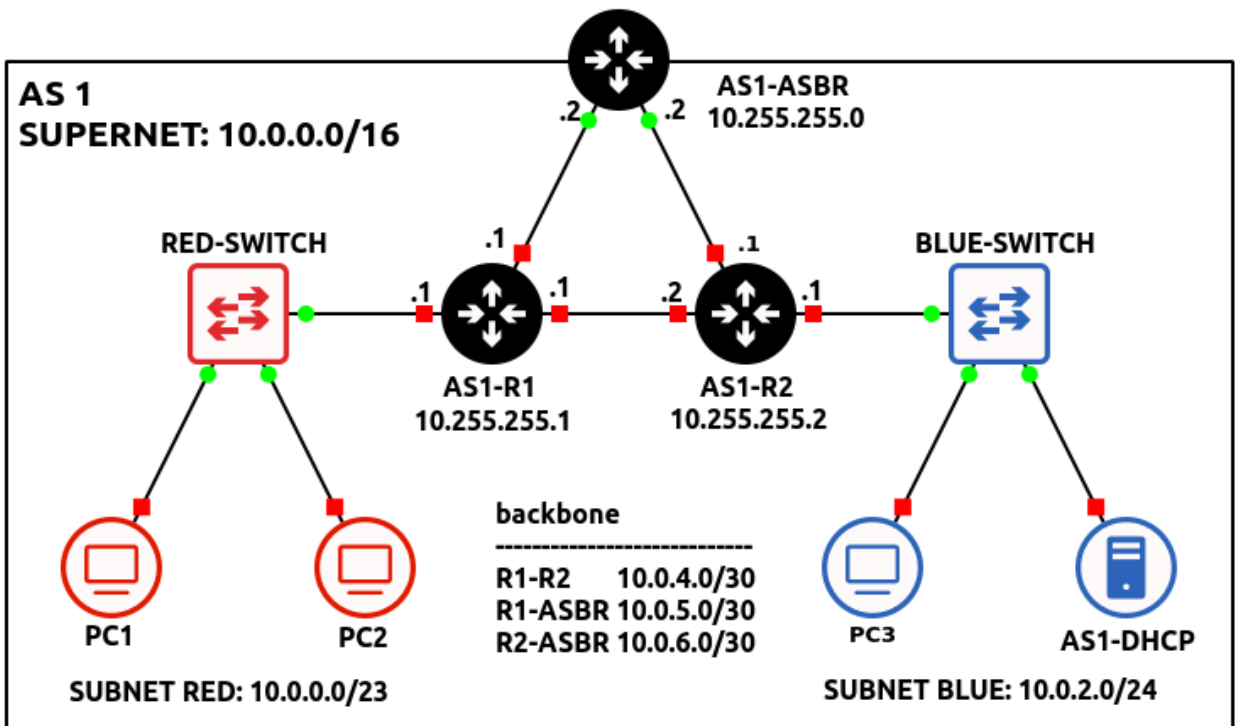 AS 1
SUPERNET: 10.0.0.0/16
AS1-ASBR
10.255.255.0
.2
.2
RED-SWITCH
.1
.1
BLUE-SWITCH
.1
.1
.2
.1
AS1-R1
10.255.255.1
AS1-R2
10.255.255.2
backbone
----------------------------
R1-R2 10.0.4.0/30
R1-ASBR 10.0.5.0/30
R2-ASBR 10.0.6.0/30
PC1
PC2
PC3
AS1-DHCP
SUBNET RED: 10.0.0.0/23
SUBNET BLUE: 10.0.2.0/24